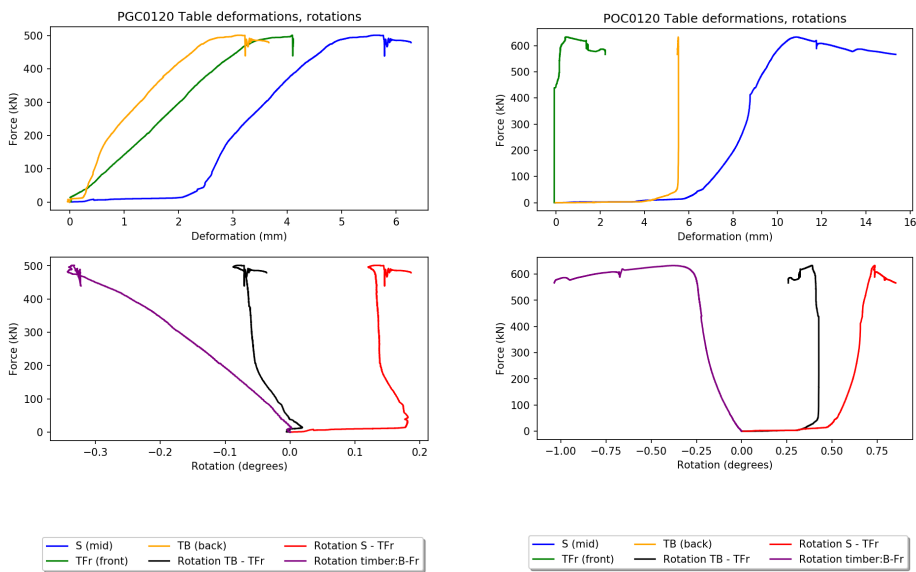 PGC0120 Table deformations, rotations
500
400
300
200
100
0
Force (kN)
0 1 2 3 4 5 6
Deformation (mm)
500
400
300
200
100
0
Force (kN)
−0.3 −0.2 −0.1 0.0 0.1 0.2
Rotation (degrees)
S (mid) TB (back) Rotation S - TFr
TFr (front) Rotation TB - TFr Rotation timber:B-Fr
POC0120 Table deformations, rotations
600
500
400
300
200
100
0
Force (kN)
0 2 4 6 8 10 12 14 16
Deformation (mm)
600
500
400
300
200
100
0
Force (kN)
−1.00 −0.75 −0.50 −0.25 0.00 0.25 0.50 0.75
Rotation (degrees)
S (mid) TB (back) Rotation S - TFr
TFr (front) Rotation TB - TFr Rotation timber:B-Fr